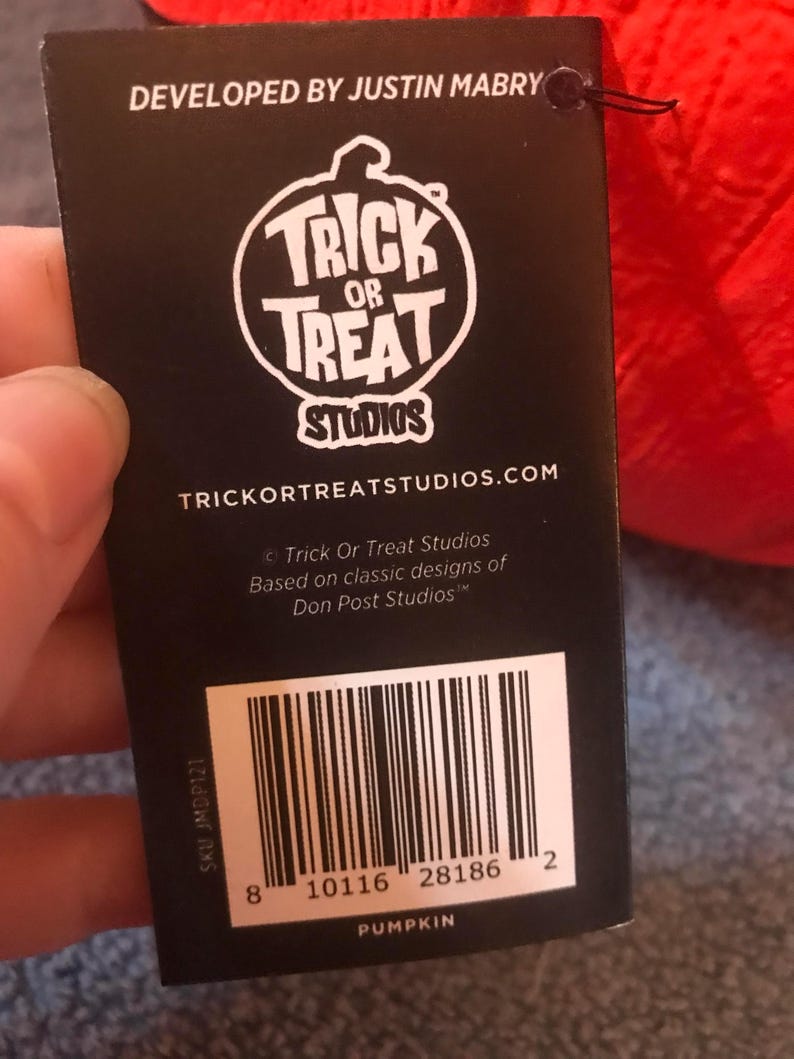 DEVELOPED BY JUSTIN MABRY
TRICK
OR
TREAT
™
STUDIOS
TRICKORTREATSTUDIOS.COM
© Trick Or Treat Studios
Based on classic designs of
Don Post Studios™
SKU JMDP121
8 10116 28186 2
PUMPKIN